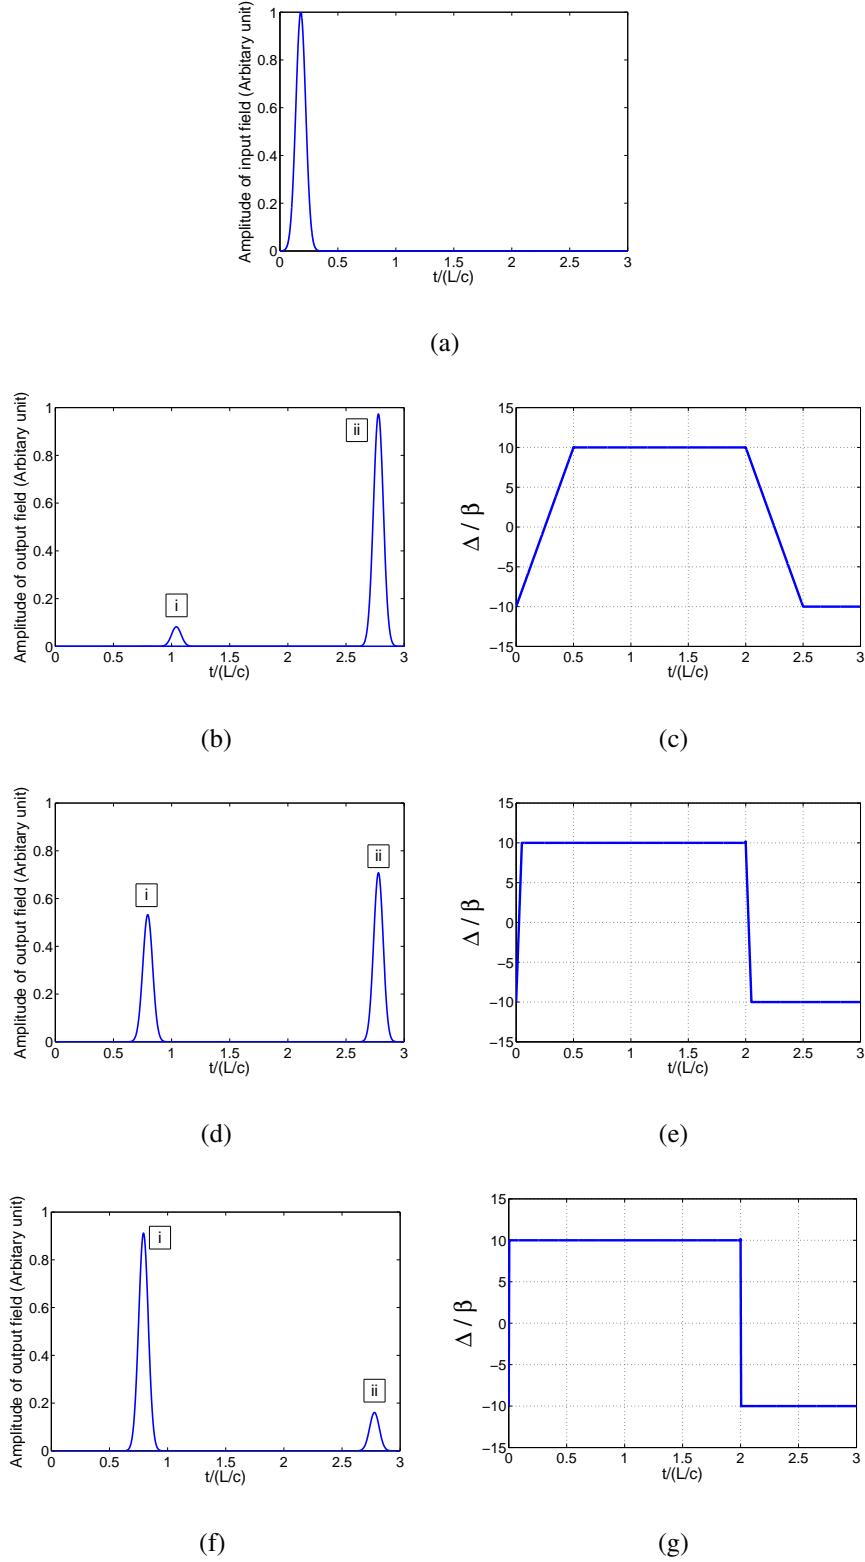 Amplitude of input field (Arbitary unit)
1
0.8
0.6
0.4
0.2
0
0 0.5 1 1.5 2 2.5 3
t/(L/c)
(a)
Amplitude of output field (Arbitary unit)
1
0.8
0.6
0.4
0.2
0
i
ii
0 0.5 1 1.5 2 2.5 3
t/(L/c)
(b)
Δ / β
15
10
5
0
−5
−10
−15
0 0.5 1 1.5 2 2.5 3
t/(L/c)
(c)
Amplitude of output field (Arbitary unit)
1
0.8
0.6
0.4
0.2
0
i
ii
0 0.5 1 1.5 2 2.5 3
t/(L/c)
(d)
Δ / β
15
10
5
0
−5
−10
−15
0 0.5 1 1.5 2 2.5 3
t/(L/c)
(e)
Amplitude of output field (Arbitary unit)
1
0.8
0.6
0.4
0.2
0
i
ii
0 0.5 1 1.5 2 2.5 3
t/(L/c)
(f)
Δ / β
15
10
5
0
−5
−10
−15
0 0.5 1 1.5 2 2.5 3
t/(L/c)
(g)